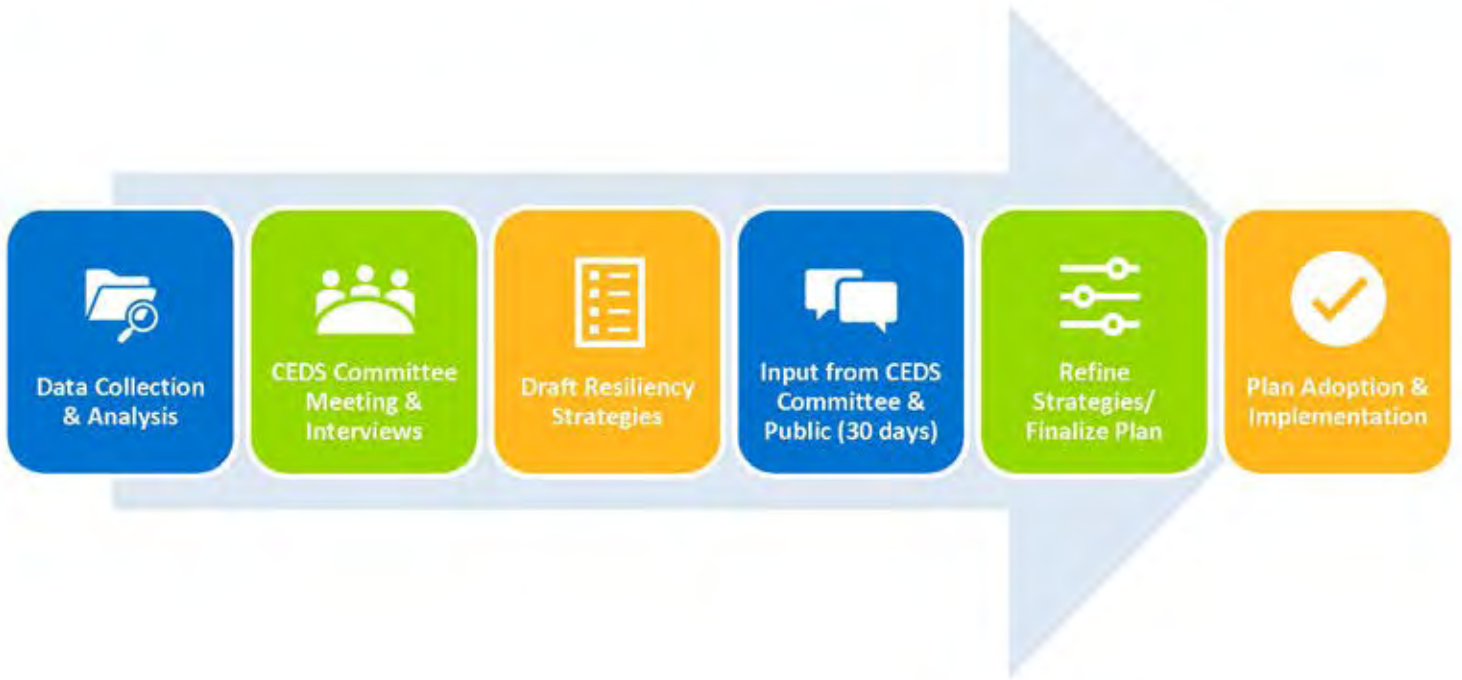 Data Collection
& Analysis
CEDS Committee
Meeting &
Interviews
Draft Resiliency
Strategies
Input from CEDS
Committee &
Public (30 days)
Refine
Strategies/
Finalize Plan
Plan Adoption &
Implementation